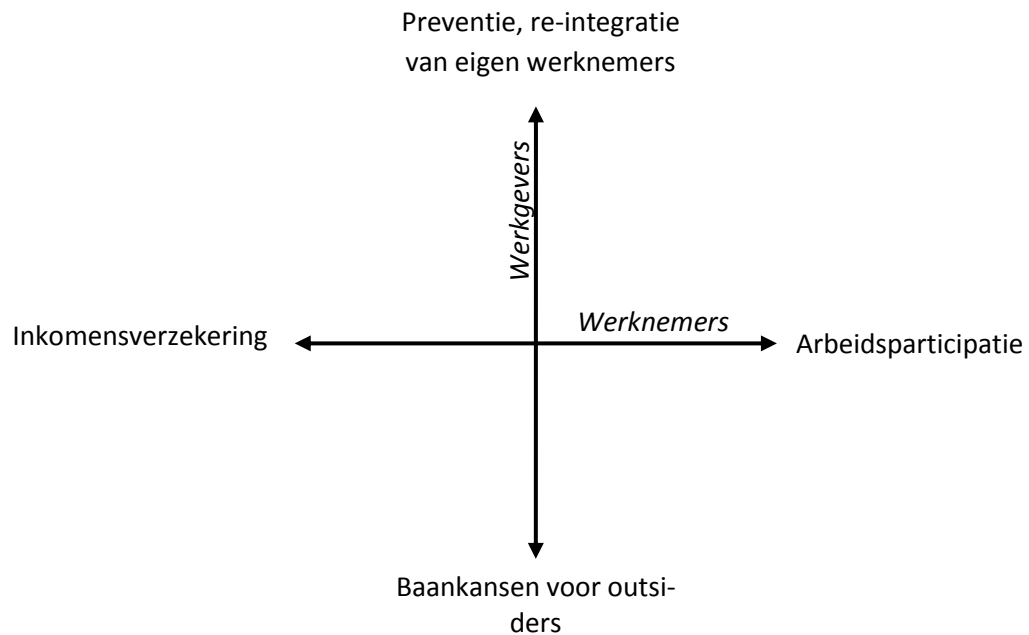 Preventie, re-integratie
van eigen werknemers
Werkgevers
Werknemers
Inkomensverzekering
Arbeidsparticipatie
Baankansen voor outsi-
ders